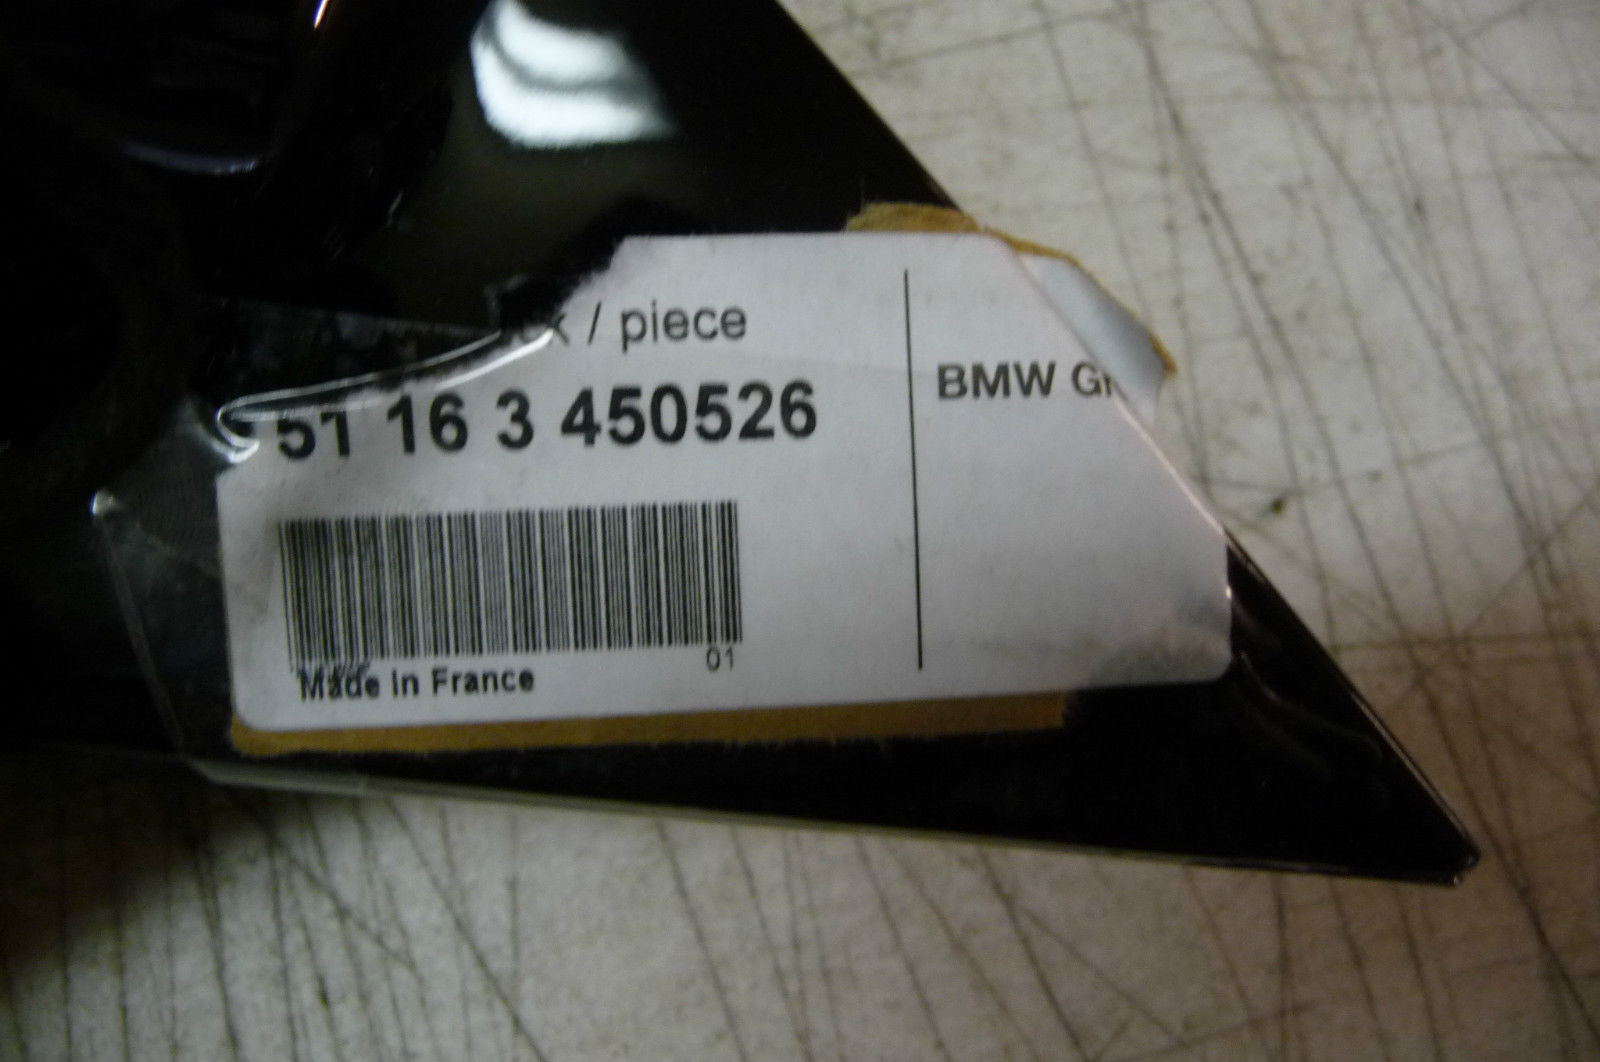 / piece
51 16 3 450526
BMW
01
Made in France